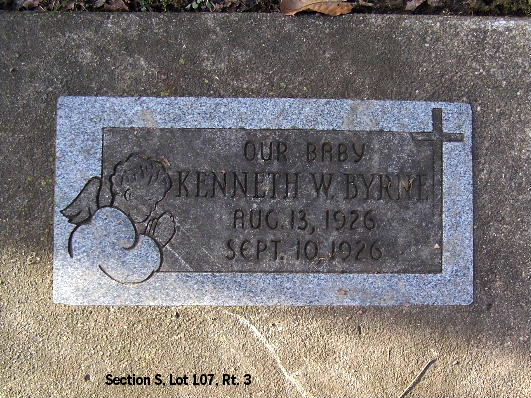 OUR BABY
KENNETH W. BYRNE
AUG. 13, 1926
SEPT. 10, 1926
Section S, Lot 107, Rt. 3